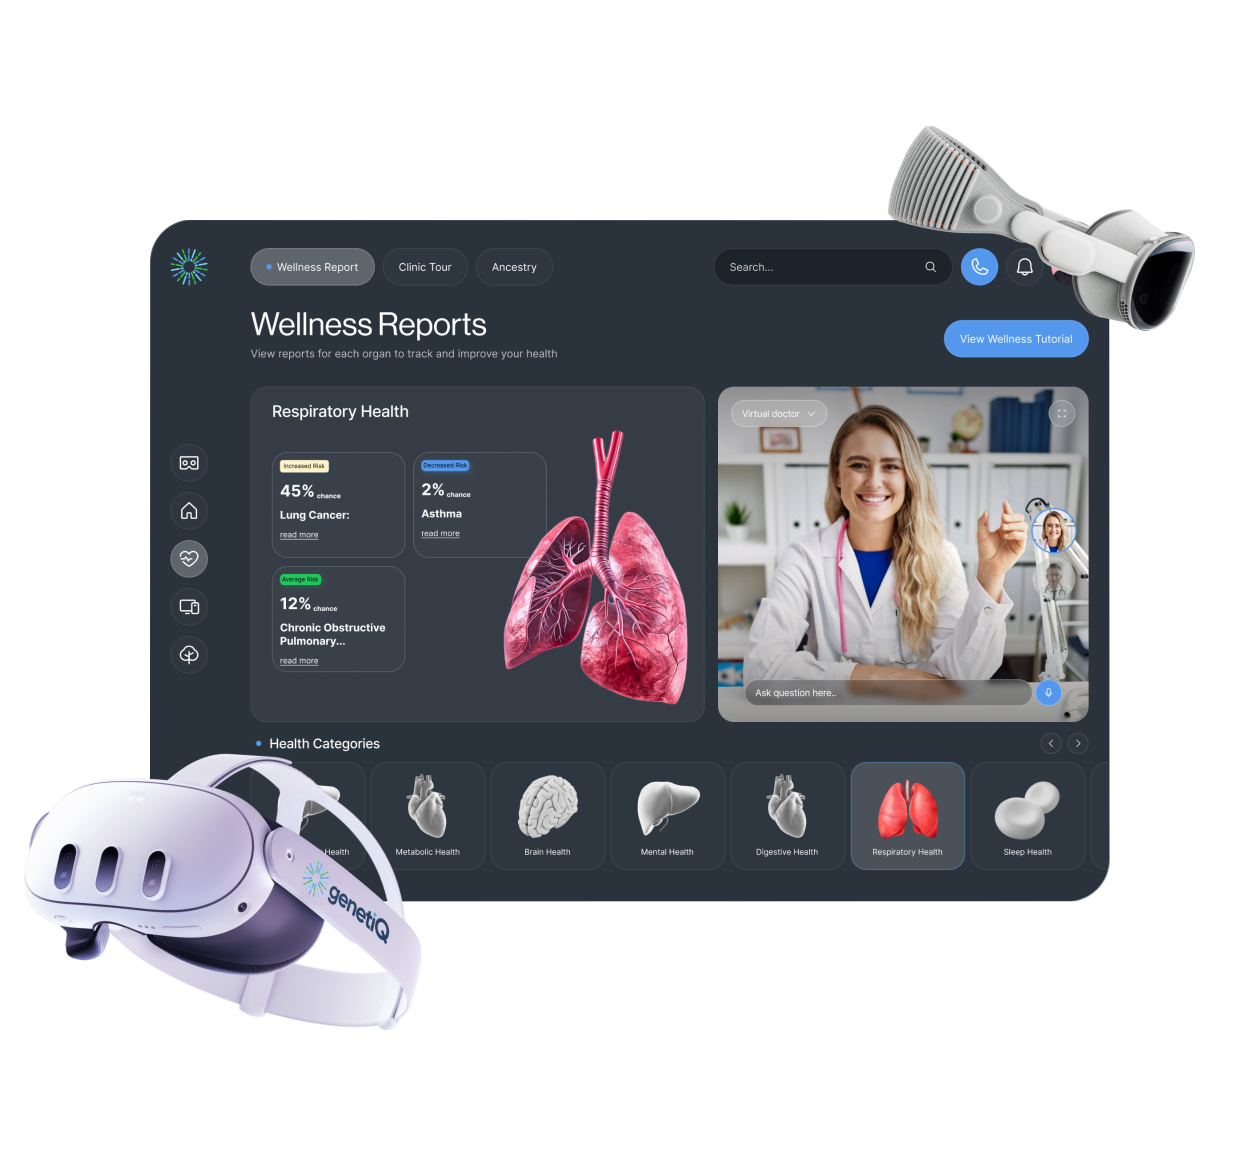 Wellness Report
Clinic Tour
Ancestry
Search...
Wellness Reports
View reports for each organ to track and improve your health
View Wellness Tutorial
Respiratory Health
Increased Risk
45% chance
Lung Cancer:
read more
Decreased Risk
2% chance
Asthma
read more
Average Risk
12% chance
Chronic Obstructive
Pulmonary...
read more
Virtual doctor
Ask question here..
Health Categories
Health
Metabolic Health
Brain Health
Mental Health
Digestive Health
Respiratory Health
Sleep Health
genetiQ